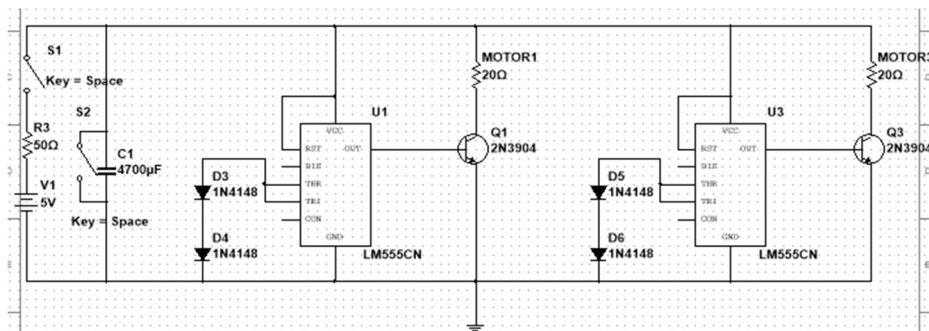 S1
Key = Space
R3
50Ω
S2
C1
4700µF
V1
5V
Key = Space
D3
1N4148
D4
1N4148
U1
VCC
RST
OUT
DIS
THR
TRI
CON
GND
LM555CN
MOTOR1
20Ω
Q1
2N3904
D5
1N4148
D6
1N4148
U3
VCC
RST
OUT
DIS
THR
TRI
CON
GND
LM555CN
MOTOR3
20Ω
Q3
2N3904